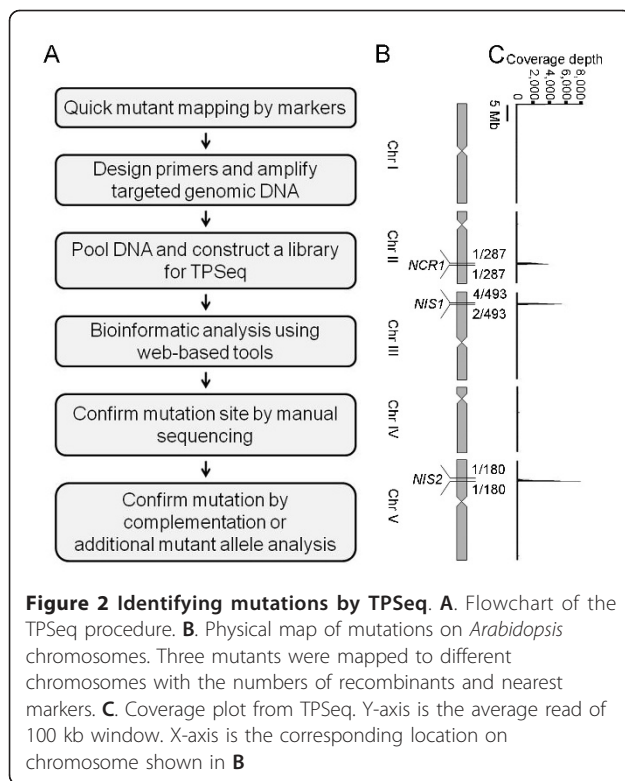 A
Quick mutant mapping by markers
Design primers and amplify
targeted genomic DNA
Pool DNA and construct a library
for TPSeq
Bioinformatic analysis using
web-based tools
Confirm mutation site by manual
sequencing
Confirm mutation by
complementation or
additional mutant allele analysis
B
Chr I
Chr II
NCR1
1/287
1/287
NIS1
4/493
2/493
Chr III
Chr IV
NIS2
1/180
1/180
Chr V
C
Coverage depth
0
2,000
4,000
6,000
8,000
5 Mb
Figure 2 Identifying mutations by TPSeq. A. Flowchart of the
TPSeq procedure. B. Physical map of mutations on Arabidopsis
chromosomes. Three mutants were mapped to different
chromosomes with the numbers of recombinants and nearest
markers. C. Coverage plot from TPSeq. Y-axis is the average read of
100 kb window. X-axis is the corresponding location on
chromosome shown in B